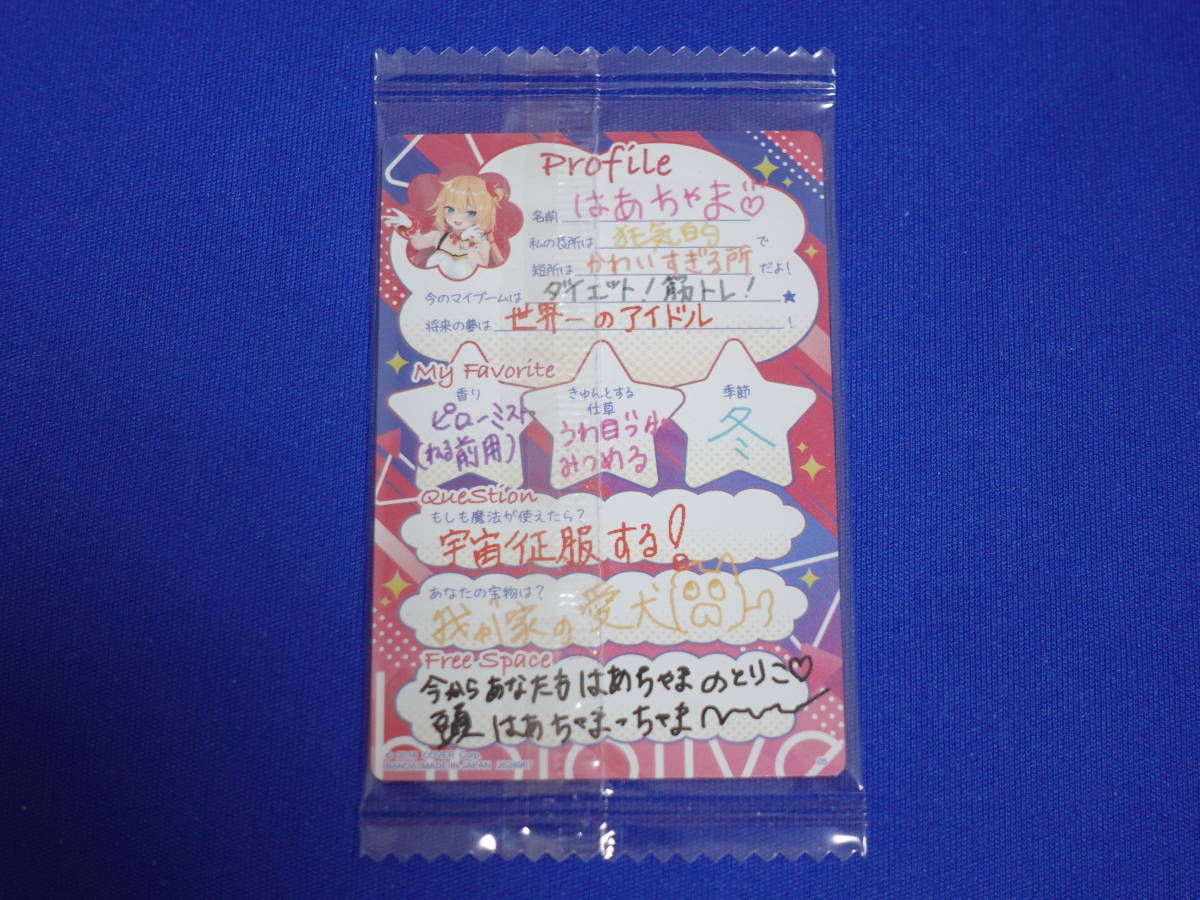 Profile
名前 はあちゃま♡
私の長所は 狂気的 で
短所は かわいすぎる所 だよ!
今のマイブームは ダイエット!筋トレ! ★
将来の夢は 世界一のアイドル !
My Favorite
香り
ピローミスト
(ねる前用)
きゅんとする
仕草
うわ目づかい
みつめる
季節
冬
Question
もしも魔法が使えたら?
宇宙征服する!
あなたの宝物は?
我が家の愛犬
Free Space
今からあなたもはあちゃまのとりこ♡
頭はあちゃまっちゃま〜
hololive
© 2016 COVER Corp.
BANDAI MADE IN JAPAN